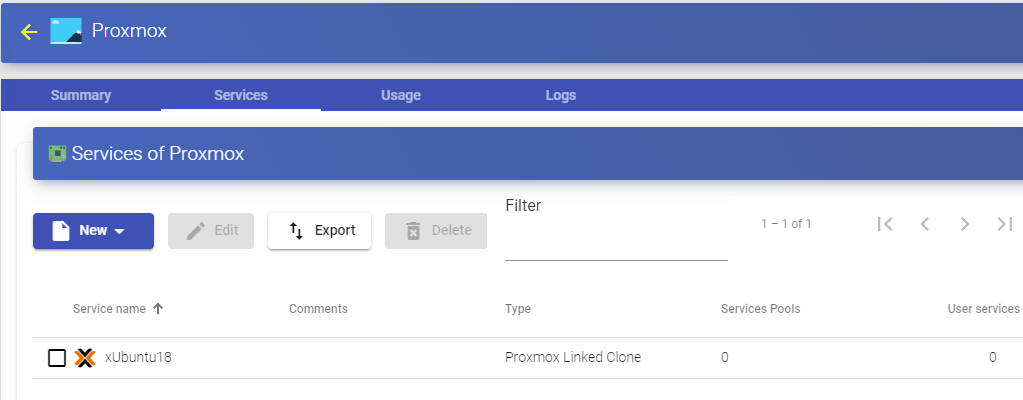 Proxmox
Summary Services Usage Logs
Services of Proxmox
Filter
New Edit Export Delete 1 – 1 of 1
Service name Comments Type Services Pools User services
xUbuntu18 Proxmox Linked Clone 0 0